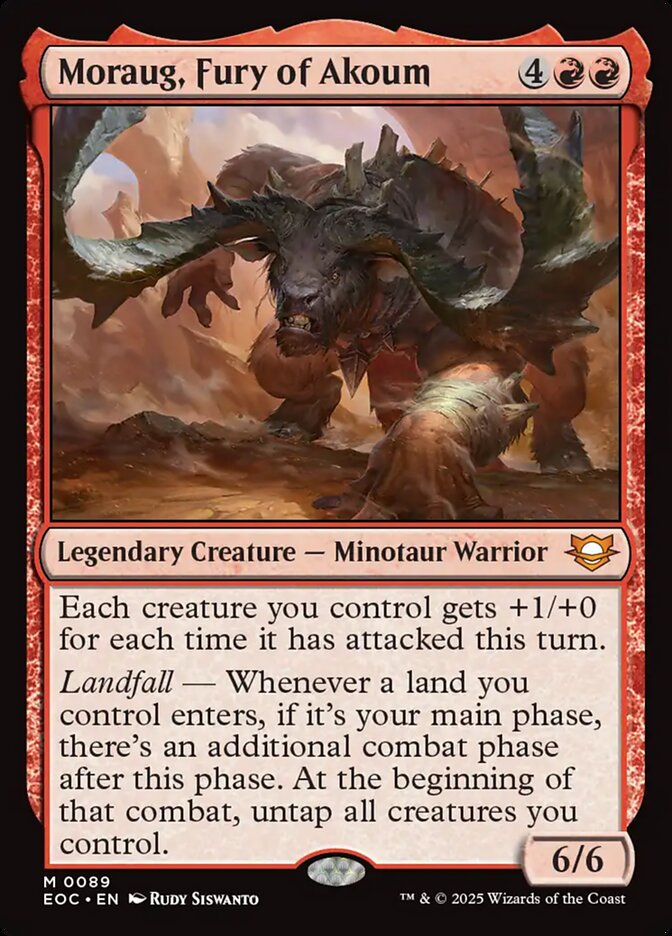 Moraug, Fury of Akoum 4
Legendary Creature — Minotaur Warrior
Each creature you control gets +1/+0
for each time it has attacked this turn.
Landfall — Whenever a land you
control enters, if it's your main phase,
there's an additional combat phase
after this phase. At the beginning of
that combat, untap all creatures you
control.
6/6
M 0089
EOC • EN Rudy Siswanto
™ & © 2025 Wizards of the Coast